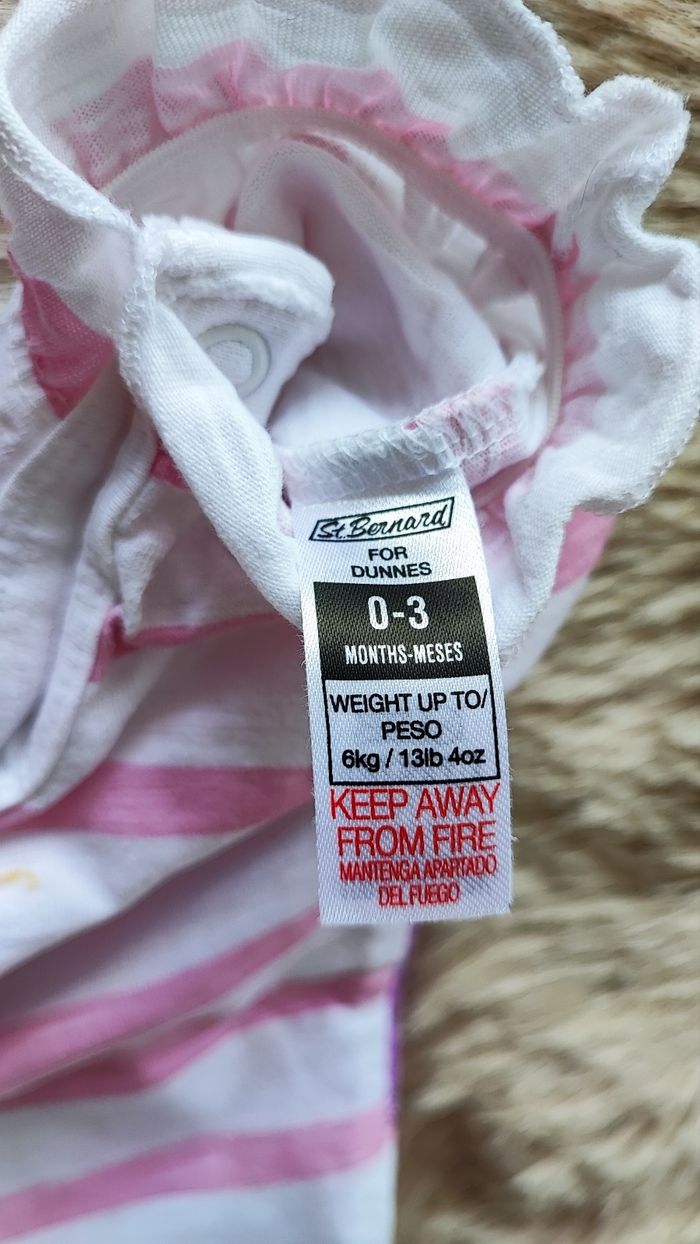 St. Bernard
FOR
DUNNES
0-3
MONTHS-MESES
WEIGHT UP TO/
PESO
6kg / 13lb 4oz
KEEP AWAY
FROM FIRE
MANTENGA APARTADO
DEL FUEGO